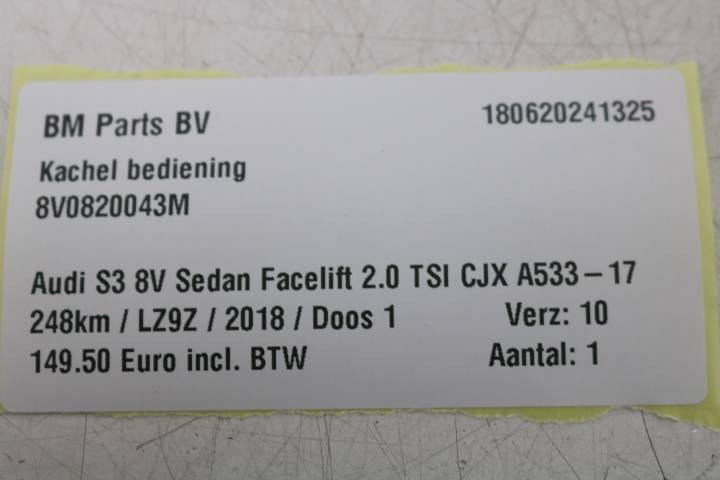 BM Parts BV 180620241325
Kachel bediening
8V0820043M
Audi S3 8V Sedan Facelift 2.0 TSI CJX A533-17
248km / LZ9Z / 2018 / Doos 1 Verz: 10
149.50 Euro incl. BTW Aantal: 1